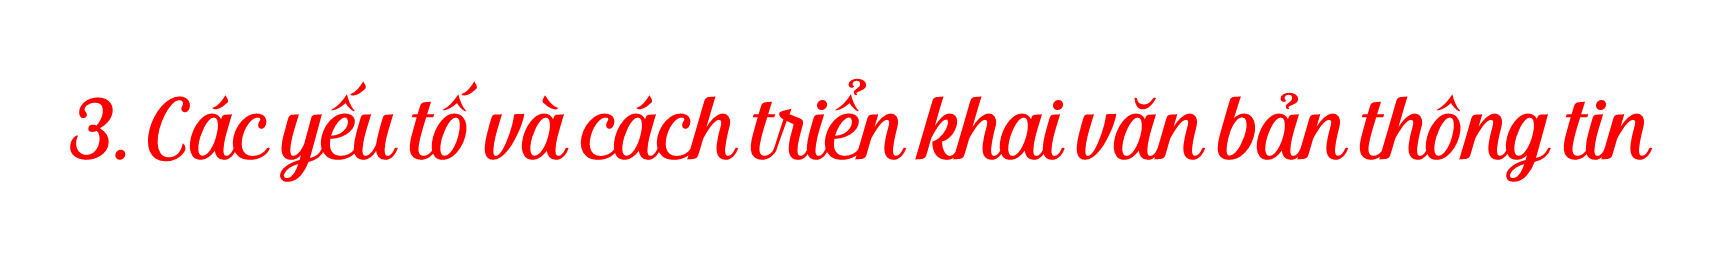 3. Các yếu tố và cách triển khai văn bản thông tin